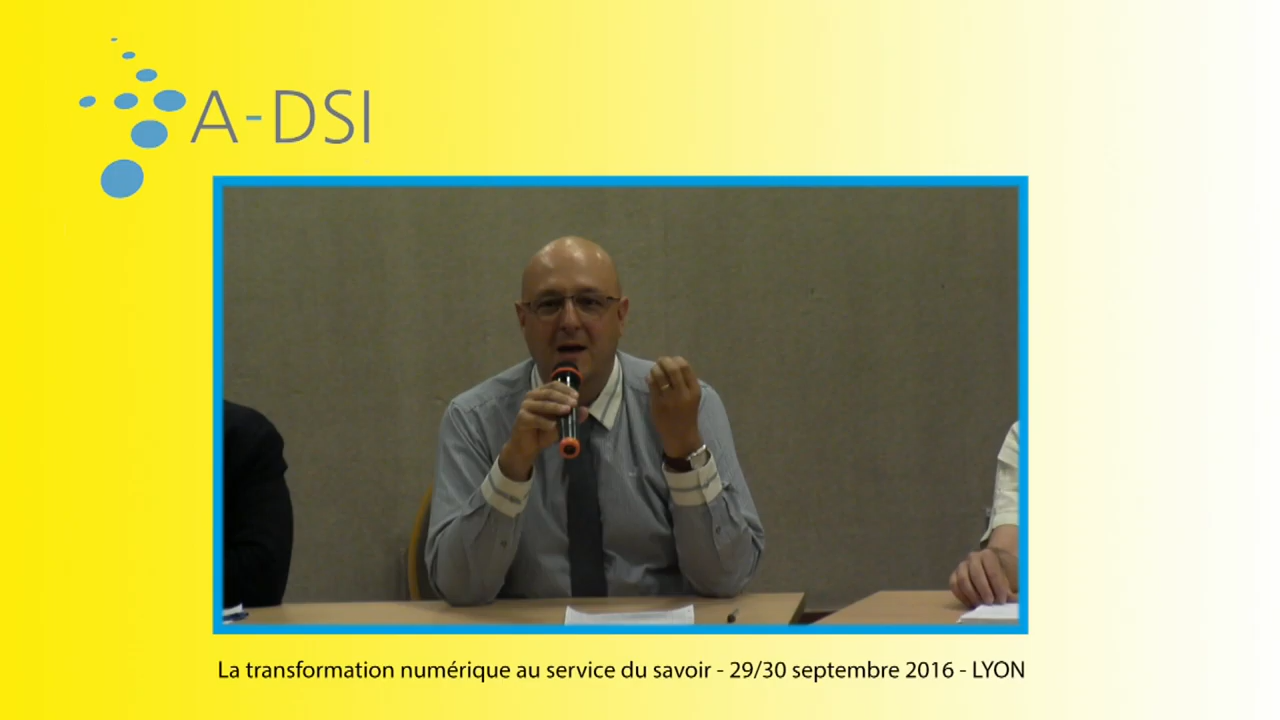 A-DSI
La transformation numérique au service du savoir - 29/30 septembre 2016 - LYON